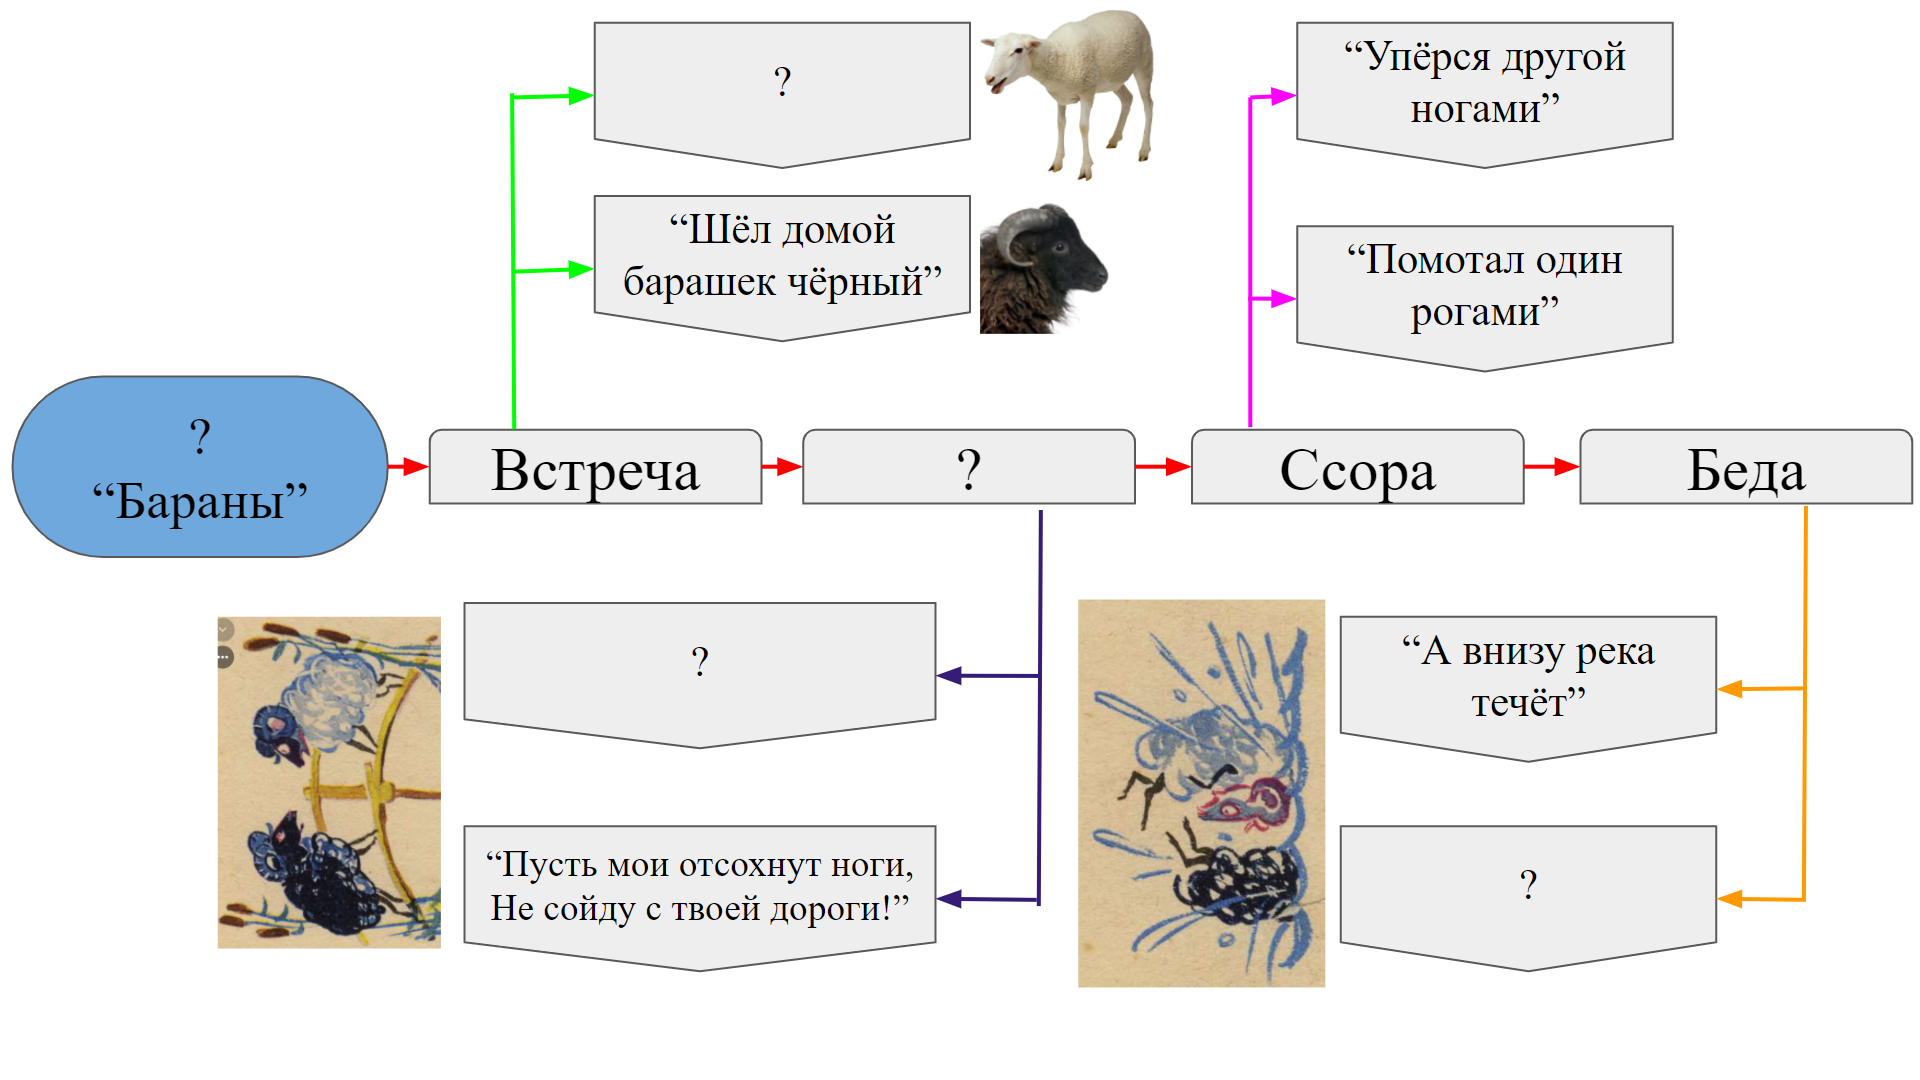 ?
“Шёл домой
барашек чёрный”
“Упёрся другой
ногами”
“Помотал один
рогами”
?
“Бараны”
Встреча
?
Ссора
Беда
?
“Пусть мои отсохнут ноги,
Не сойду с твоей дороги!”
“А внизу река
течёт”
?